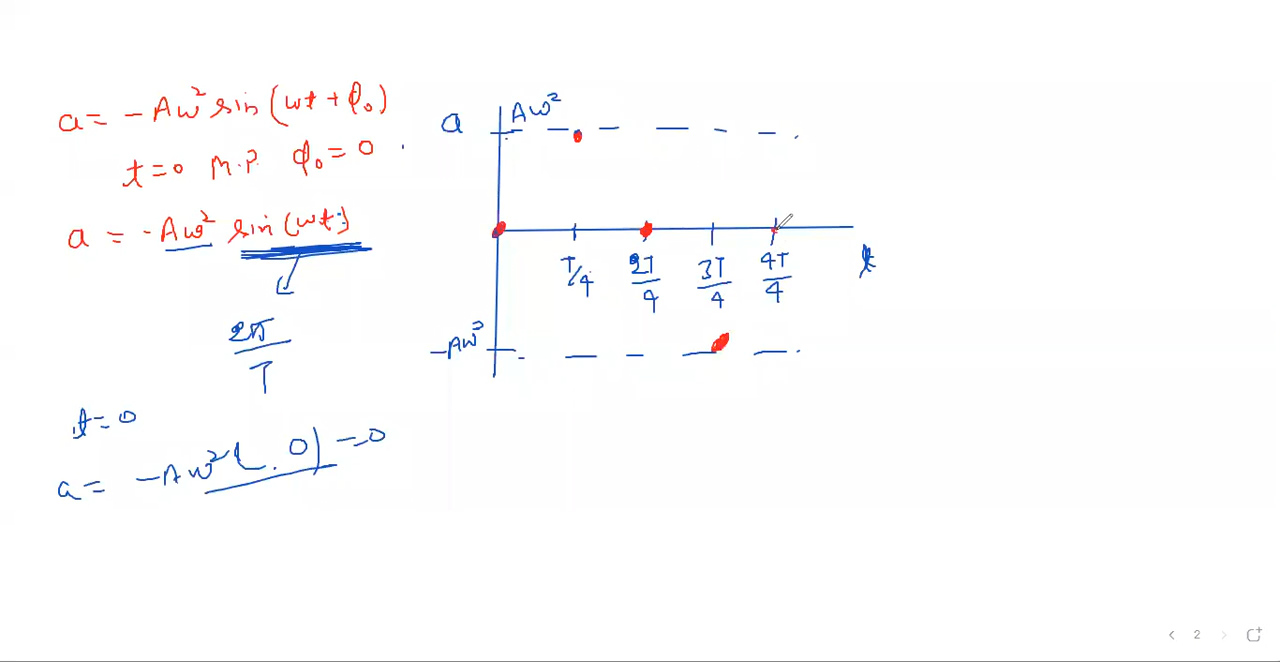 a = -Aω² sin (ωt + φ₀)
t=0 M.P. φ₀ = 0
a = -Aω² sin (ωt)
2π/T
t=0
a = -Aω² (. 0) = 0
a
Aω²
T/4 2T/4 3T/4 4T/4
t
-Aω²
< 2 >